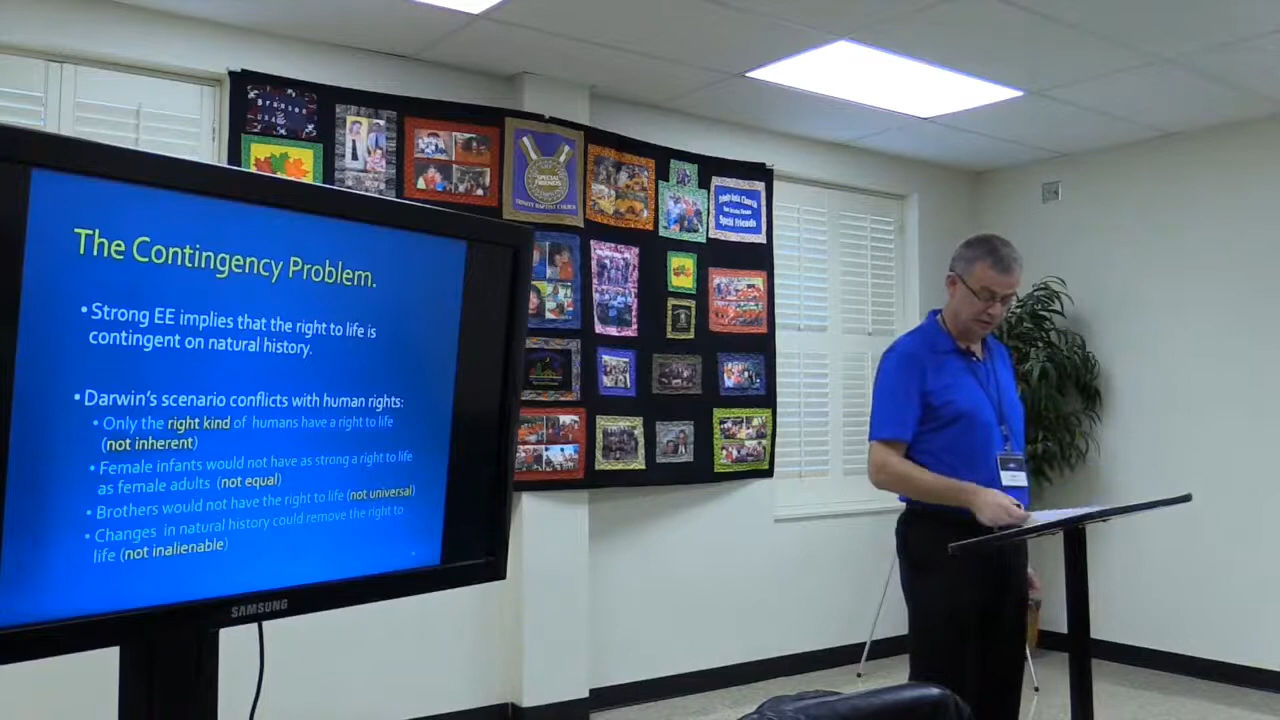 The Contingency Problem.
• Strong EE implies that the right to life is
contingent on natural history.
• Darwin's scenario conflicts with human rights:
• Only the right kind of humans have a right to life
(not inherent)
• Female infants would not have as strong a right to life
as female adults (not equal)
• Brothers would not have the right to life (not universal)
• Changes in natural history could remove the right to
life (not inalienable)
SAMSUNG
Branson
USA
SPECIAL
FRIENDS
TRINITY BAPTIST CHURCH
Special Friends